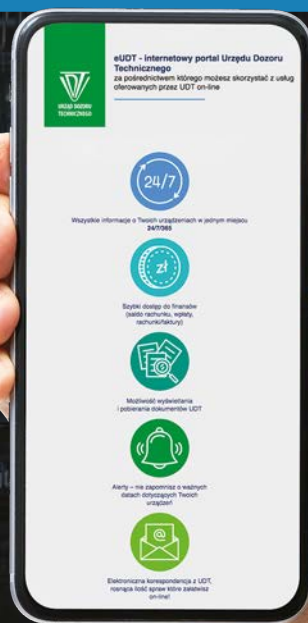 UDT
URZĄD DOZORU
TECHNICZNEGO
eUDT - internetowy portal Urzędu Dozoru
Technicznego
za pośrednictwem którego możesz skorzystać z usług
oferowanych przez UDT on-line
24/7
Wszystkie informacje o Twoich urządzeniach w jednym miejscu
24/7/365
zł
Szybki dostęp do finansów
(saldo rachunku, wpłaty,
rachunki/faktury)
Możliwość wyświetlania
i pobierania dokumentów UDT
Alerty – nie zapomnisz o ważnych
datach dotyczących Twoich
urządzeń!
@
Elektroniczna korespondencja z UDT,
rosnąca ilość spraw które załatwisz
on-line!